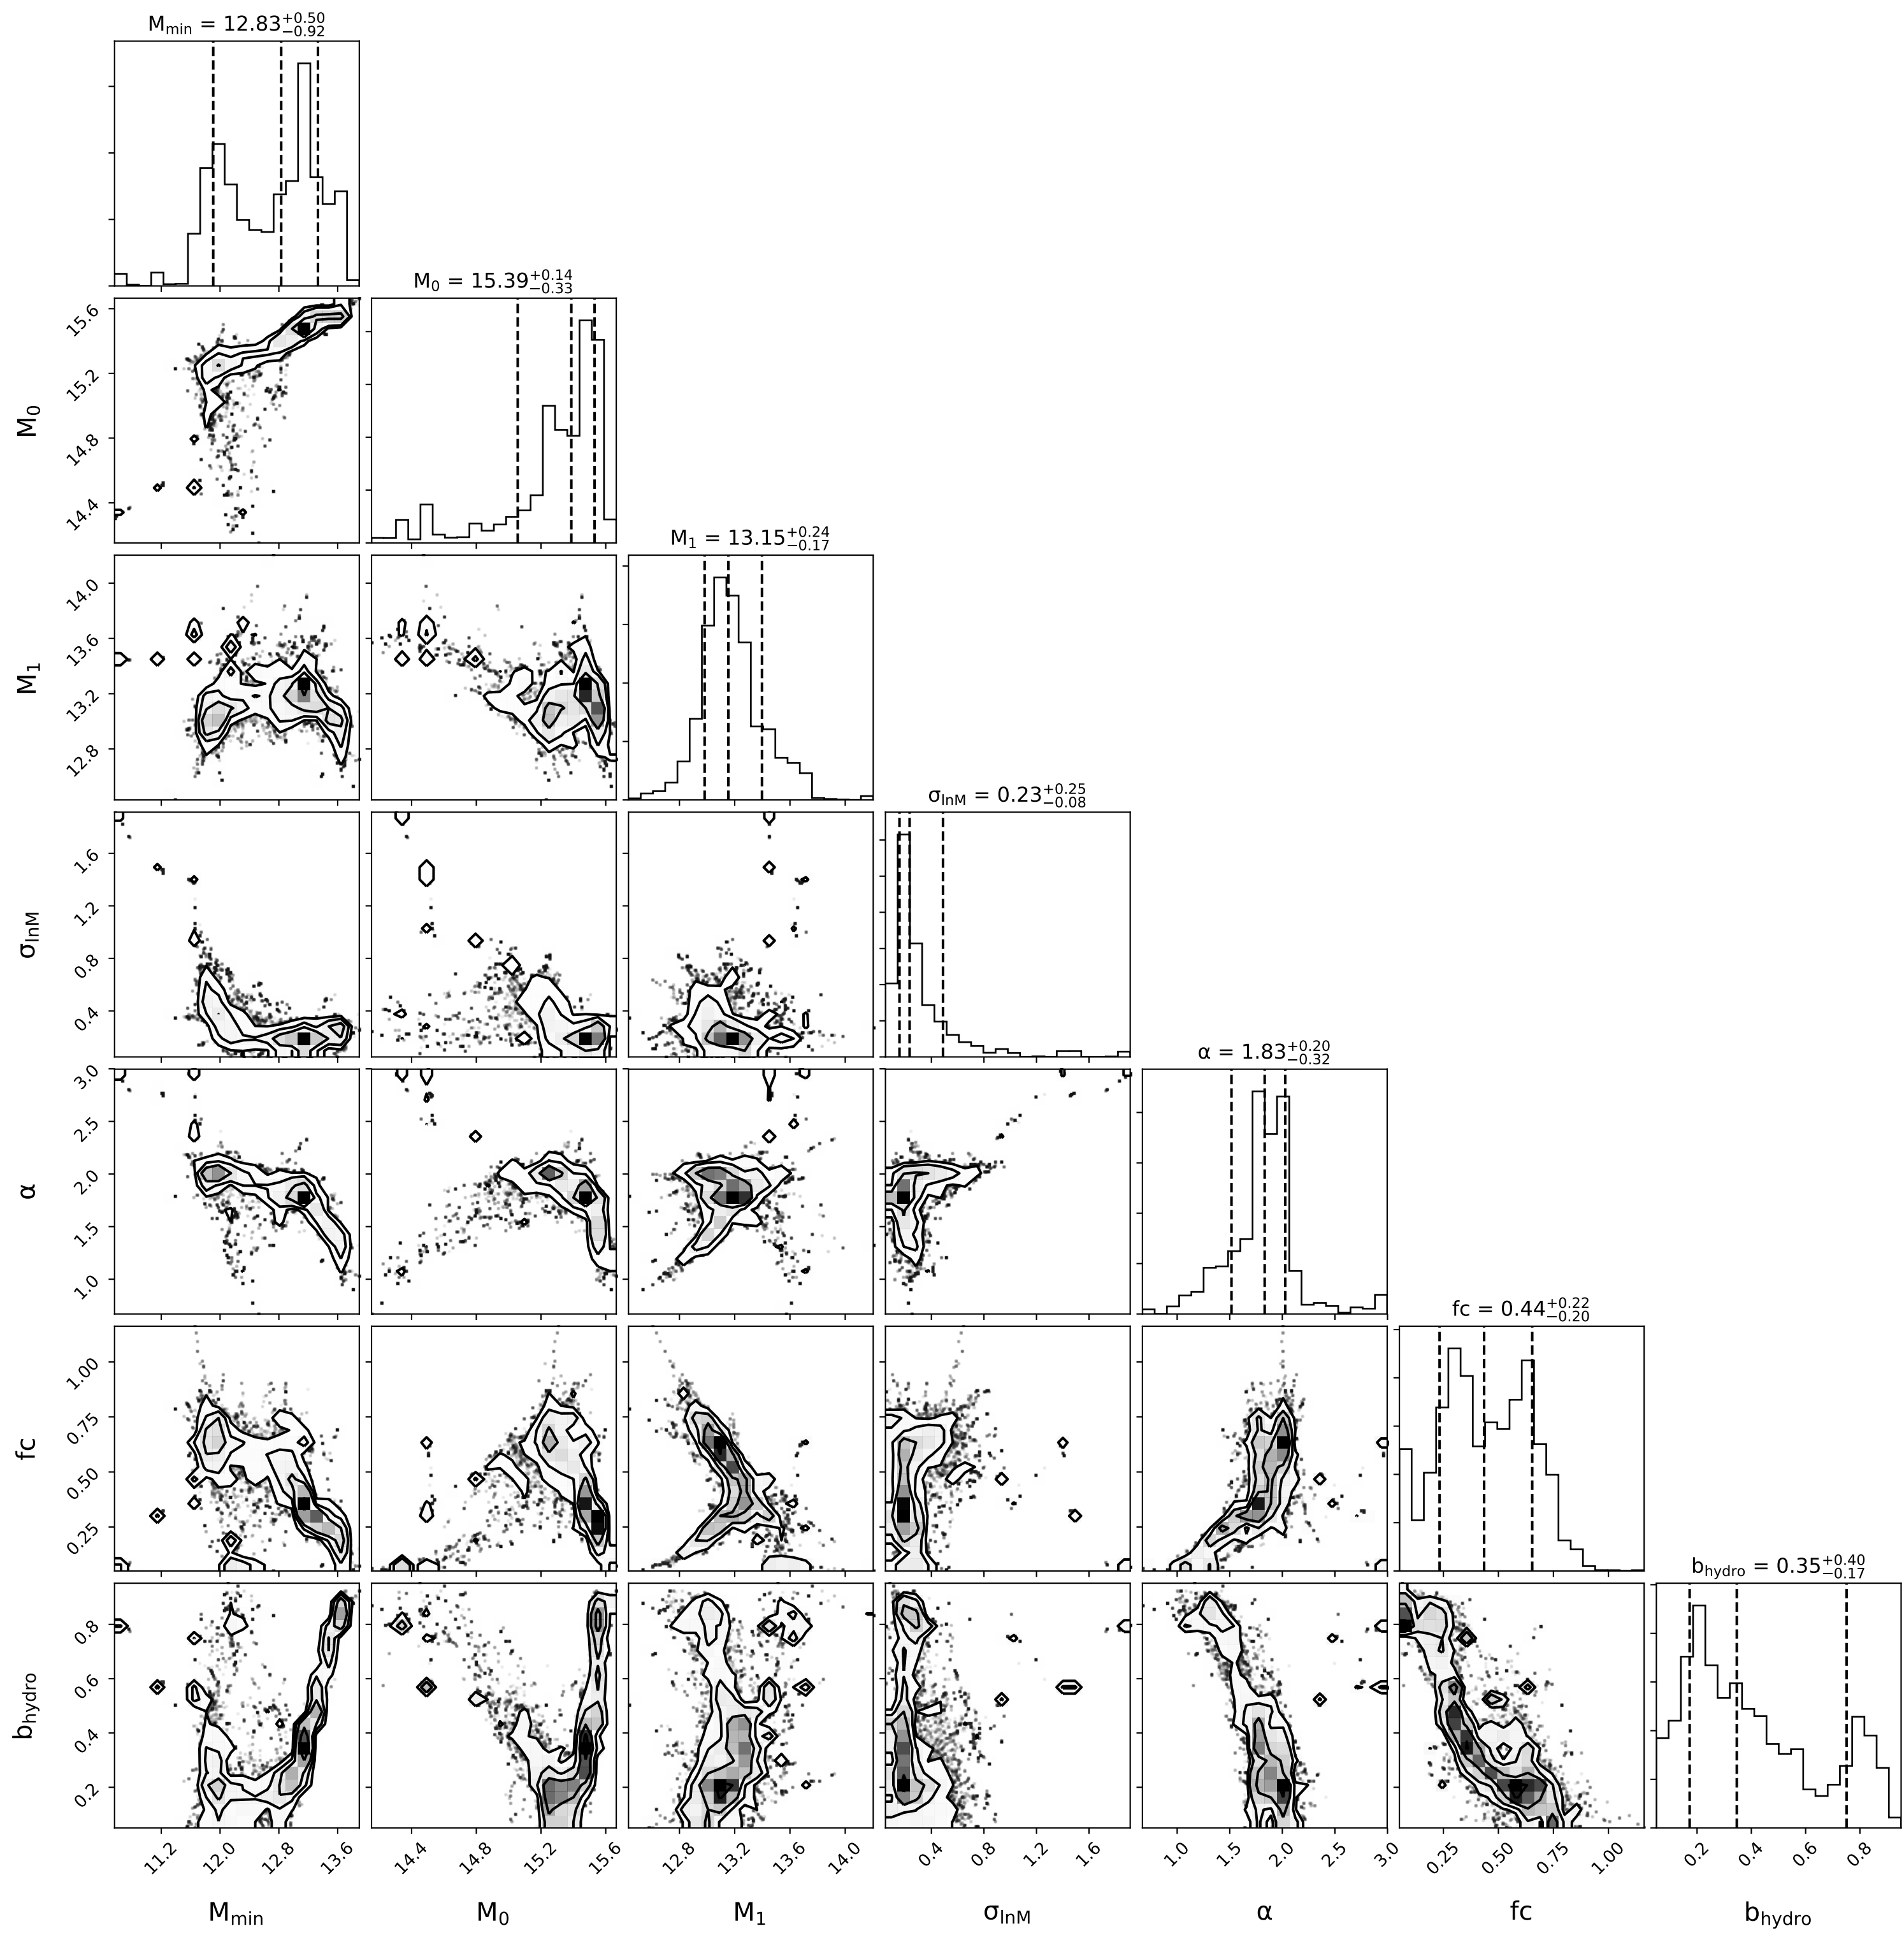 M_min = 12.83 +0.50 −0.92
M_0 = 15.39 +0.14 −0.33
15.6
15.2
14.8
14.4
M_0
M_1 = 13.15 +0.24 −0.17
14.0
13.6
13.2
12.8
M_1
σ_lnM = 0.23 +0.25 −0.08
1.6
1.2
0.8
0.4
σ_lnM
α = 1.83 +0.20 −0.32
3.0
2.5
2.0
1.5
1.0
α
fc = 0.44 +0.22 −0.20
1.00
0.75
0.50
0.25
fc
b_hydro = 0.35 +0.40 −0.17
0.8
0.6
0.4
0.2
b_hydro
11.2 12.0 12.8 13.6 14.4 14.8 15.2 15.6 12.8 13.2 13.6 14.0 0.4 0.8 1.2 1.6 1.0 1.5 2.0 2.5 3.0 0.25 0.50 0.75 1.00 0.2 0.4 0.6 0.8
M_min M_0 M_1 σ_lnM α fc b_hydro